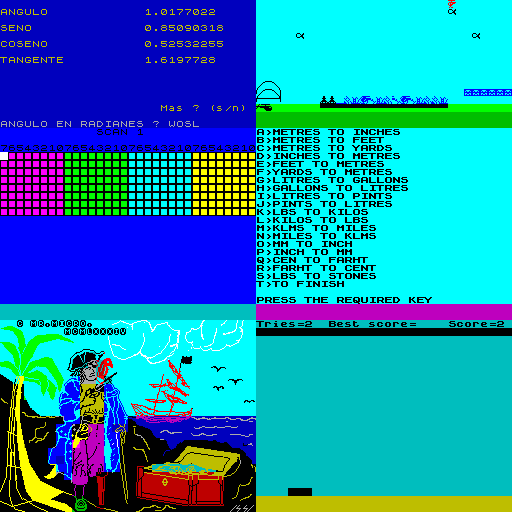 ANGULO 1.0177022
SENO 0.85090318
COSENO 0.52532255
TANGENTE 1.6197728
Mas ? (s/n)
ANGULO EN RADIANES ? WOSL
A>METRES TO INCHES
B>METRES TO FEET
C>METRES TO YARDS
D>INCHES TO METRES
E>FEET TO METRES
F>YARDS TO METRES
G>LITRES TO GALLONS
H>GALLONS TO LITRES
I>LITRES TO PINTS
J>PINTS TO LITRES
K>LBS TO KILOS
L>KILOS TO LBS
M>KLMS TO MILES
N>MILES TO KLMS
O>MM TO INCH
P>INCH TO MM
Q>CEN TO FARHT
R>FARHT TO CENT
S>LBS TO STONES
T>TO FINISH
PRESS THE REQUIRED KEY
© MR.MICRO.
MCMLXXXIV
Tries=2 Best score= Score=2